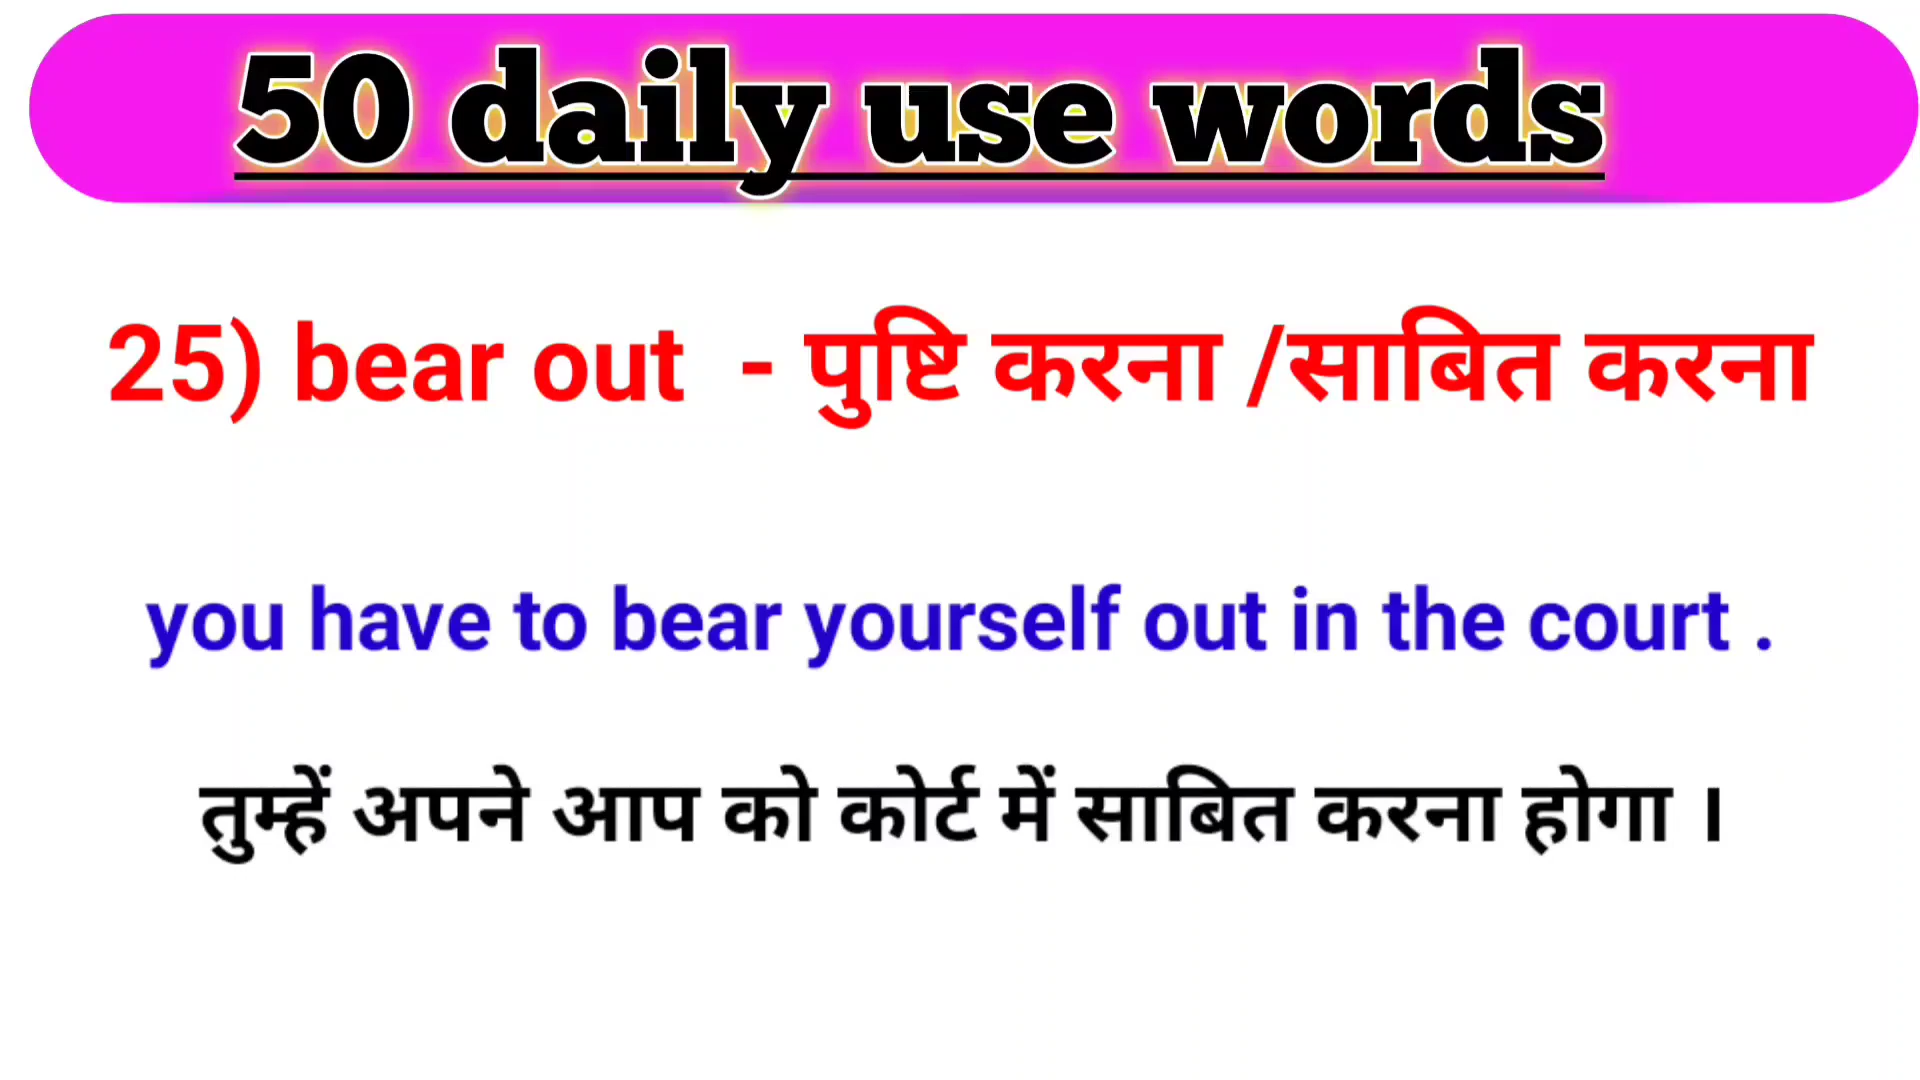 50 daily use words
25) bear out - पुष्टि करना /साबित करना
you have to bear yourself out in the court .
तुम्हें अपने आप को कोर्ट में साबित करना होगा ।